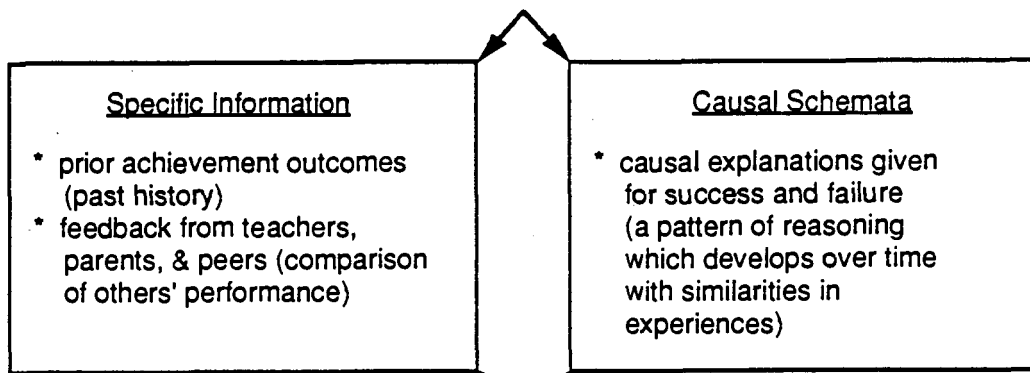 Specific Information
* prior achievement outcomes
(past history)
* feedback from teachers,
parents, & peers (comparison
of others' performance)
Causal Schemata
* causal explanations given
for success and failure
(a pattern of reasoning
which develops over time
with similarities in
experiences)